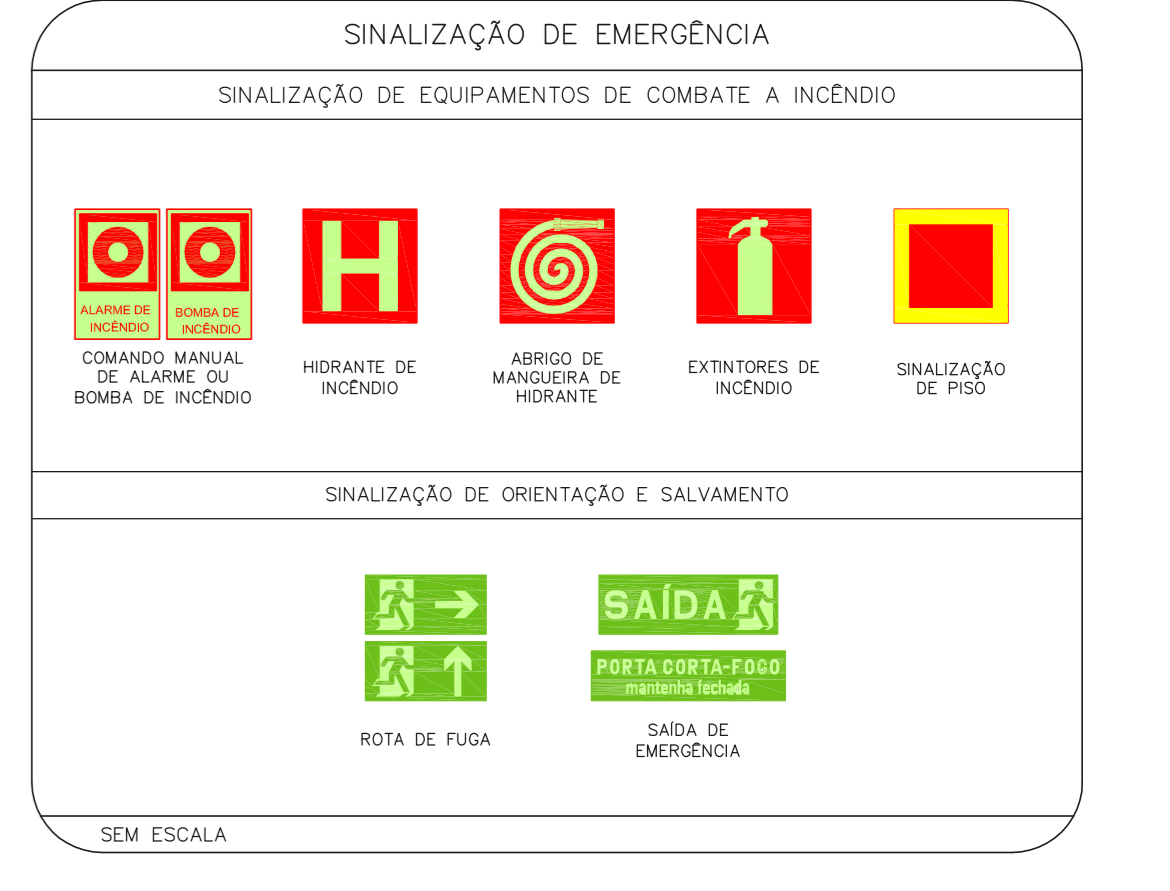 SINALIZAÇÃO DE EMERGÊNCIA
SINALIZAÇÃO DE EQUIPAMENTOS DE COMBATE A INCÊNDIO
ALARME DE
INCÊNDIO
BOMBA DE
INCÊNDIO
H
COMANDO MANUAL
DE ALARME OU
BOMBA DE INCÊNDIO
HIDRANTE DE
INCÊNDIO
ABRIGO DE
MANGUEIRA DE
HIDRANTE
EXTINTORES DE
INCÊNDIO
SINALIZAÇÃO
DE PISO
SINALIZAÇÃO DE ORIENTAÇÃO E SALVAMENTO
SAÍDA
PORTA CORTA-FOGO
mantenha fechada
ROTA DE FUGA
SAÍDA DE
EMERGÊNCIA
SEM ESCALA